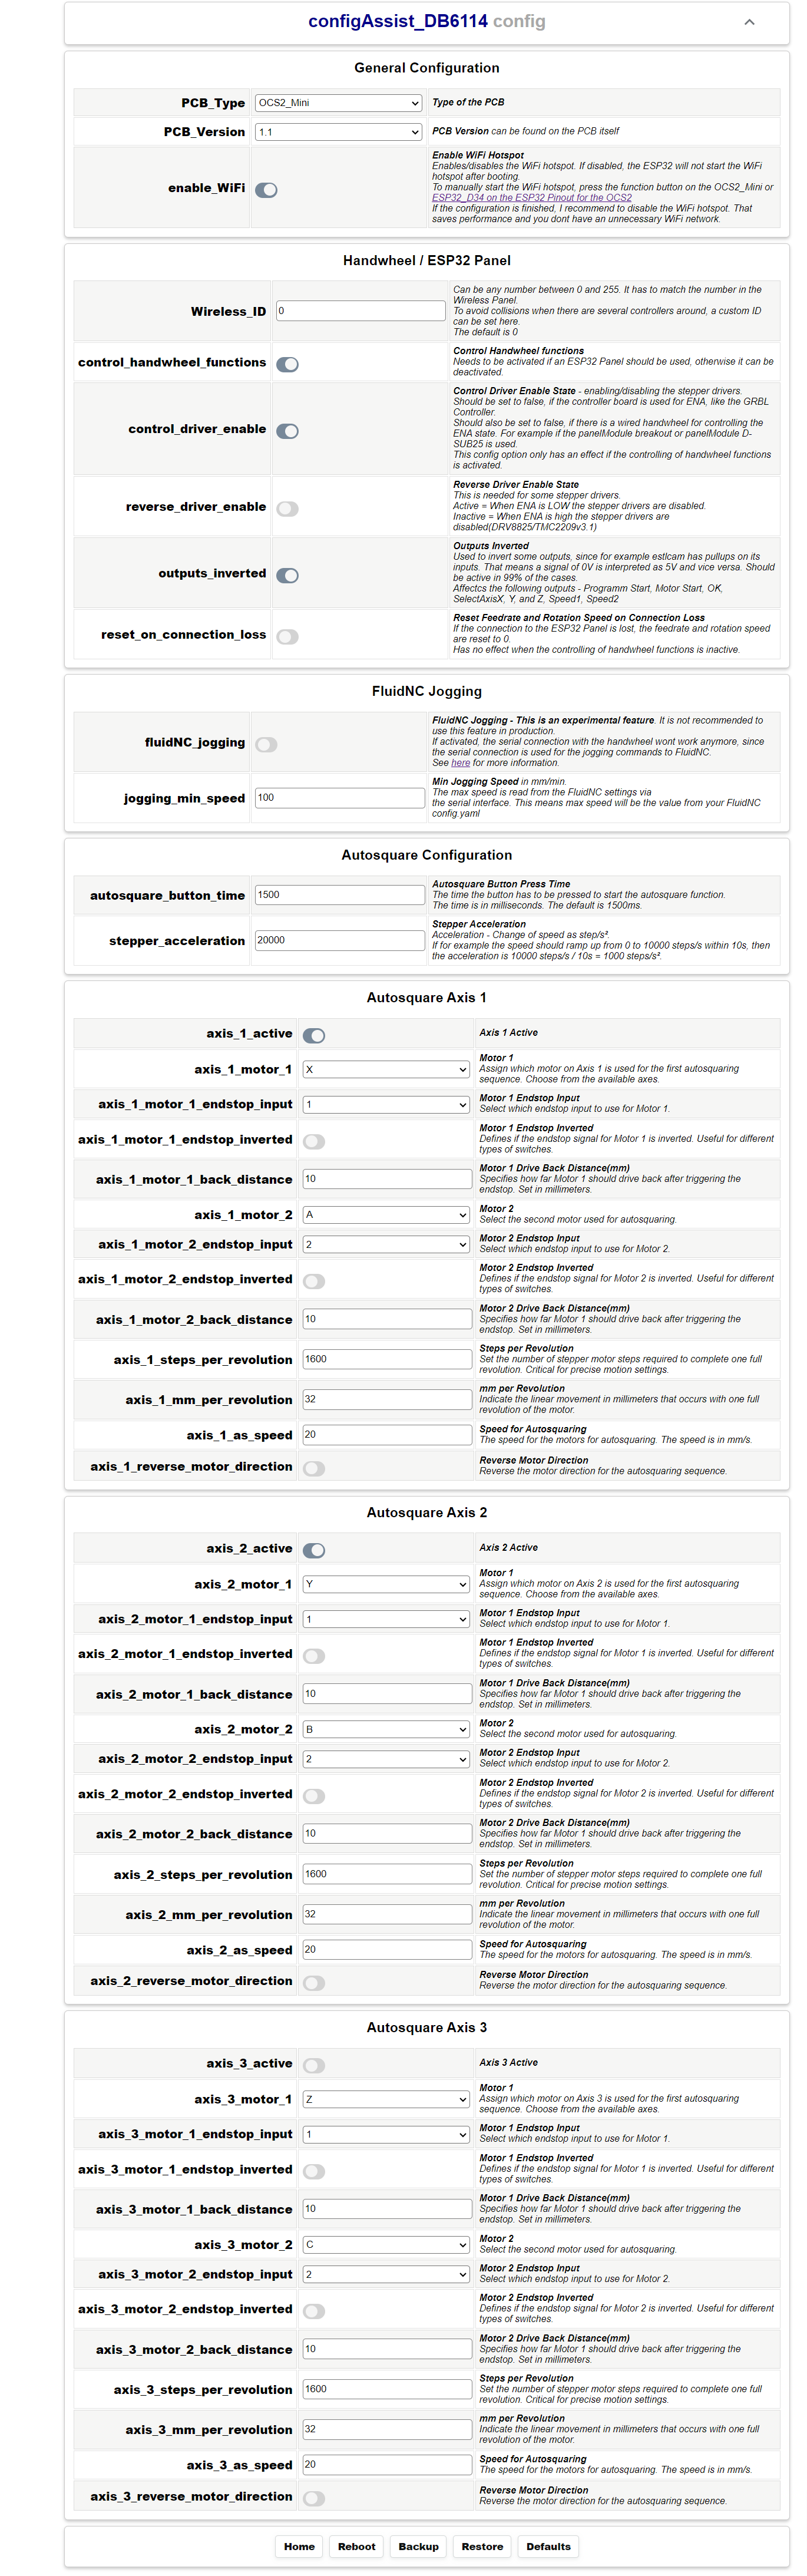 configAssist_DB6114 config
General Configuration
PCB_Type
OCS2_Mini
Type of the PCB
PCB_Version
1.1
PCB Version can be found on the PCB itself
enable_WiFi
Enable WiFi Hotspot
Enables/disables the WiFi hotspot. If disabled, the ESP32 will not start the WiFi
hotspot after booting.
To manually start the WiFi hotspot, press the function button on the OCS2_Mini or
ESP32_D34 on the ESP32 Pinout for the OCS2
If the configuration is finished, I recommend to disable the WiFi hotspot. That
saves performance and you dont have an unnecessary WiFi network.
Handwheel / ESP32 Panel
Wireless_ID
0
Can be any number between 0 and 255. It has to match the number in the
Wireless Panel.
To avoid collisions when there are several controllers around, a custom ID
can be set here.
The default is 0
control_handwheel_functions
Control Handwheel functions
Needs to be activated if an ESP32 Panel should be used, otherwise it can be
deactivated.
control_driver_enable
Control Driver Enable State - enabling/disabling the stepper drivers.
Should be set to false, if the controller board is used for ENA, like the GRBL
Controller.
Should also be set to false, if there is a wired handwheel for controlling the
ENA state. For example if the panelModule breakout or panelModule D-
SUB25 is used.
This config option only has an effect if the controlling of handwheel functions
is activated.
reverse_driver_enable
Reverse Driver Enable State
This is needed for some stepper drivers.
Active = When ENA is LOW the stepper drivers are disabled.
Inactive = When ENA is high the stepper drivers are
disabled(DRV8825/TMC2209v3.1)
outputs_inverted
Outputs Inverted
Used to invert some outputs, since for example estlcam has pullups on its
inputs. That means a signal of 0V is interpreted as 5V and vice versa. Should
be active in 99% of the cases.
Affectcs the following outputs - Programm Start, Motor Start, OK,
SelectAxisX, Y, and Z, Speed1, Speed2
reset_on_connection_loss
Reset Feedrate and Rotation Speed on Connection Loss
If the connection to the ESP32 Panel is lost, the feedrate and rotation speed
are reset to 0.
Has no effect when the controlling of handwheel functions is inactive.
FluidNC Jogging
fluidNC_jogging
FluidNC Jogging - This is an experimental feature. It is not recommended to
use this feature in production.
If activated, the serial connection with the handwheel wont work anymore, since
the serial connection is used for the jogging commands to FluidNC.
See here for more information.
jogging_min_speed
100
Min Jogging Speed in mm/min.
The max speed is read from the FluidNC settings via
the serial interface. This means max speed will be the value from your FluidNC
config.yaml
Autosquare Configuration
autosquare_button_time
1500
Autosquare Button Press Time
The time the button has to be pressed to start the autosquare function.
The time is in milliseconds. The default is 1500ms.
stepper_acceleration
20000
Stepper Acceleration
Acceleration - Change of speed as step/s².
If for example the speed should ramp up from 0 to 10000 steps/s within 10s, then
the acceleration is 10000 steps/s / 10s = 1000 steps/s².
Autosquare Axis 1
axis_1_active
Axis 1 Active
axis_1_motor_1
X
Motor 1
Assign which motor on Axis 1 is used for the first autosquaring
sequence. Choose from the available axes.
axis_1_motor_1_endstop_input
1
Motor 1 Endstop Input
Select which endstop input to use for Motor 1.
axis_1_motor_1_endstop_inverted
Motor 1 Endstop Inverted
Defines if the endstop signal for Motor 1 is inverted. Useful for different
types of switches.
axis_1_motor_1_back_distance
10
Motor 1 Drive Back Distance(mm)
Specifies how far Motor 1 should drive back after triggering the
endstop. Set in millimeters.
axis_1_motor_2
A
Motor 2
Select the second motor used for autosquaring.
axis_1_motor_2_endstop_input
2
Motor 2 Endstop Input
Select which endstop input to use for Motor 2.
axis_1_motor_2_endstop_inverted
Motor 2 Endstop Inverted
Defines if the endstop signal for Motor 2 is inverted. Useful for different
types of switches.
axis_1_motor_2_back_distance
10
Motor 2 Drive Back Distance(mm)
Specifies how far Motor 1 should drive back after triggering the
endstop. Set in millimeters.
axis_1_steps_per_revolution
1600
Steps per Revolution
Set the number of stepper motor steps required to complete one full
revolution. Critical for precise motion settings.
axis_1_mm_per_revolution
32
mm per Revolution
Indicate the linear movement in millimeters that occurs with one full
revolution of the motor.
axis_1_as_speed
20
Speed for Autosquaring
The speed for the motors for autosquaring. The speed is in mm/s.
axis_1_reverse_motor_direction
Reverse Motor Direction
Reverse the motor direction for the autosquaring sequence.
Autosquare Axis 2
axis_2_active
Axis 2 Active
axis_2_motor_1
Y
Motor 1
Assign which motor on Axis 2 is used for the first autosquaring
sequence. Choose from the available axes.
axis_2_motor_1_endstop_input
1
Motor 1 Endstop Input
Select which endstop input to use for Motor 1.
axis_2_motor_1_endstop_inverted
Motor 1 Endstop Inverted
Defines if the endstop signal for Motor 1 is inverted. Useful for different
types of switches.
axis_2_motor_1_back_distance
10
Motor 1 Drive Back Distance(mm)
Specifies how far Motor 1 should drive back after triggering the
endstop. Set in millimeters.
axis_2_motor_2
B
Motor 2
Select the second motor used for autosquaring.
axis_2_motor_2_endstop_input
2
Motor 2 Endstop Input
Select which endstop input to use for Motor 2.
axis_2_motor_2_endstop_inverted
Motor 2 Endstop Inverted
Defines if the endstop signal for Motor 2 is inverted. Useful for different
types of switches.
axis_2_motor_2_back_distance
10
Motor 2 Drive Back Distance(mm)
Specifies how far Motor 1 should drive back after triggering the
endstop. Set in millimeters.
axis_2_steps_per_revolution
1600
Steps per Revolution
Set the number of stepper motor steps required to complete one full
revolution. Critical for precise motion settings.
axis_2_mm_per_revolution
32
mm per Revolution
Indicate the linear movement in millimeters that occurs with one full
revolution of the motor.
axis_2_as_speed
20
Speed for Autosquaring
The speed for the motors for autosquaring. The speed is in mm/s.
axis_2_reverse_motor_direction
Reverse Motor Direction
Reverse the motor direction for the autosquaring sequence.
Autosquare Axis 3
axis_3_active
Axis 3 Active
axis_3_motor_1
Z
Motor 1
Assign which motor on Axis 3 is used for the first autosquaring
sequence. Choose from the available axes.
axis_3_motor_1_endstop_input
1
Motor 1 Endstop Input
Select which endstop input to use for Motor 1.
axis_3_motor_1_endstop_inverted
Motor 1 Endstop Inverted
Defines if the endstop signal for Motor 1 is inverted. Useful for different
types of switches.
axis_3_motor_1_back_distance
10
Motor 1 Drive Back Distance(mm)
Specifies how far Motor 1 should drive back after triggering the
endstop. Set in millimeters.
axis_3_motor_2
C
Motor 2
Select the second motor used for autosquaring.
axis_3_motor_2_endstop_input
2
Motor 2 Endstop Input
Select which endstop input to use for Motor 2.
axis_3_motor_2_endstop_inverted
Motor 2 Endstop Inverted
Defines if the endstop signal for Motor 2 is inverted. Useful for different
types of switches.
axis_3_motor_2_back_distance
10
Motor 2 Drive Back Distance(mm)
Specifies how far Motor 1 should drive back after triggering the
endstop. Set in millimeters.
axis_3_steps_per_revolution
1600
Steps per Revolution
Set the number of stepper motor steps required to complete one full
revolution. Critical for precise motion settings.
axis_3_mm_per_revolution
32
mm per Revolution
Indicate the linear movement in millimeters that occurs with one full
revolution of the motor.
axis_3_as_speed
20
Speed for Autosquaring
The speed for the motors for autosquaring. The speed is in mm/s.
axis_3_reverse_motor_direction
Reverse Motor Direction
Reverse the motor direction for the autosquaring sequence.
Home Reboot Backup Restore Defaults